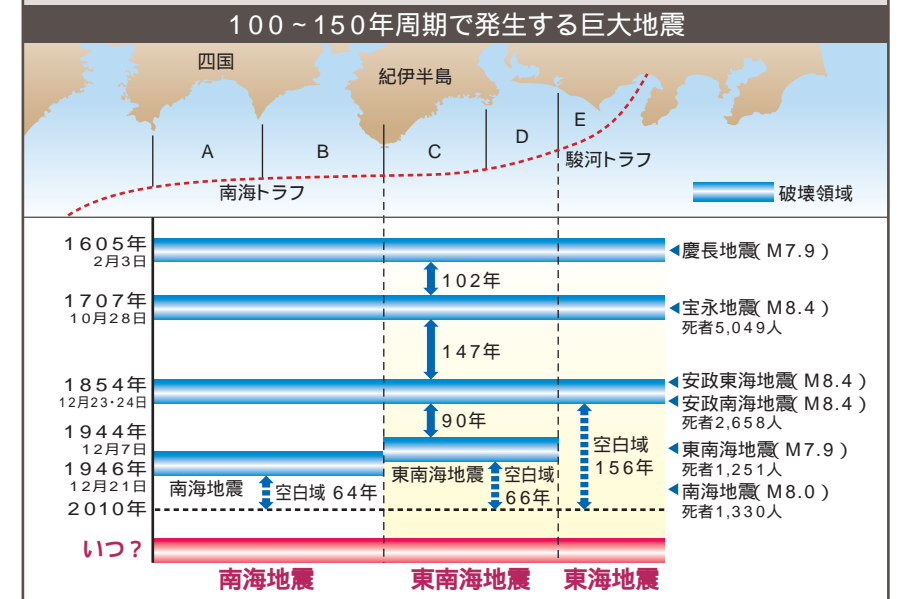 100~150年周期で発生する巨大地震
四国
紀伊半島
A
B
C
D
E
南海トラフ
駿河トラフ
破壊領域
1605年
2月3日
慶長地震(M7.9)
102年
1707年
10月28日
宝永地震(M8.4)
死者5,049人
147年
1854年
12月23・24日
安政東海地震(M8.4)
安政南海地震(M8.4)
死者2,658人
90年
1944年
12月7日
東南海地震(M7.9)
死者1,251人
1946年
12月21日
南海地震(M8.0)
死者1,330人
南海地震
空白域 64年
東南海地震
空白域
66年
空白域
156年
2010年
いつ?
南海地震
東南海地震
東海地震